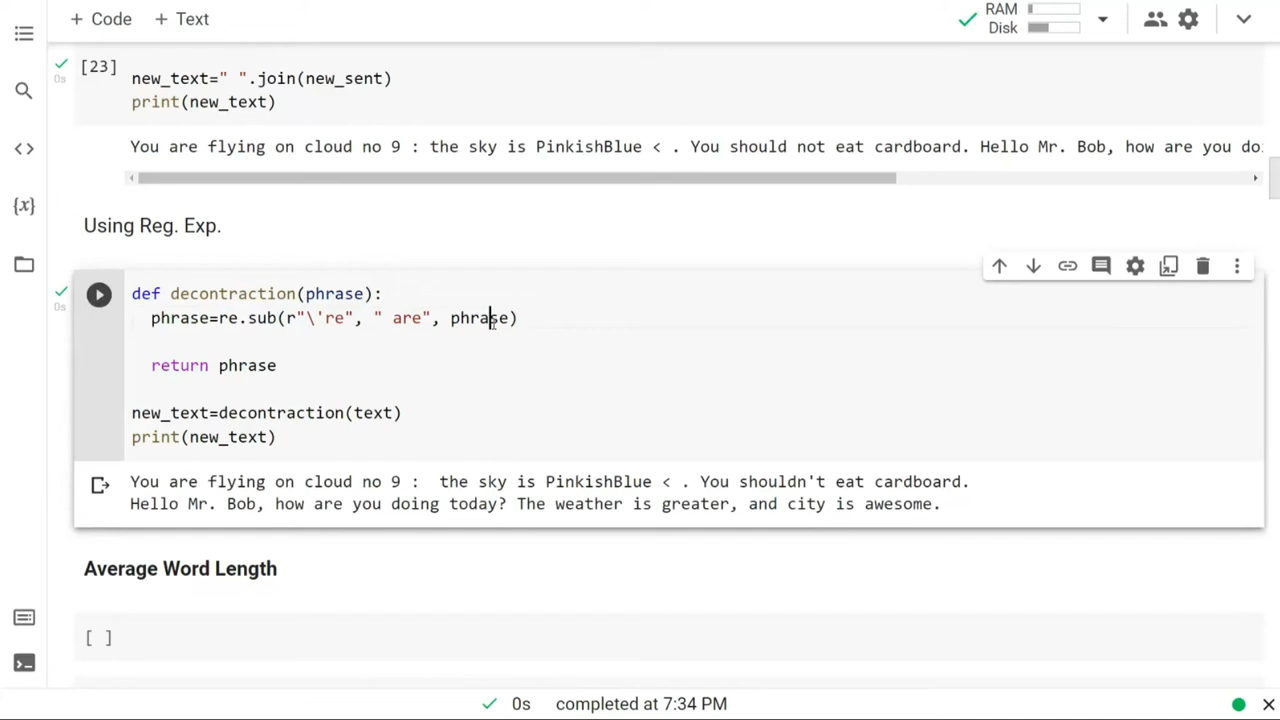 + Code + Text
RAM
Disk
[23]
0s
new_text=" ".join(new_sent)
print(new_text)
You are flying on cloud no 9 : the sky is PinkishBlue < . You should not eat cardboard. Hello Mr. Bob, how are you doi
Using Reg. Exp.
0s
def decontraction(phrase):
  phrase=re.sub(r"\'re", " are", phrase)
  return phrase
new_text=decontraction(text)
print(new_text)
You are flying on cloud no 9 :  the sky is PinkishBlue < . You shouldn't eat cardboard.
Hello Mr. Bob, how are you doing today? The weather is greater, and city is awesome.
Average Word Length
[ ]
0s completed at 7:34 PM